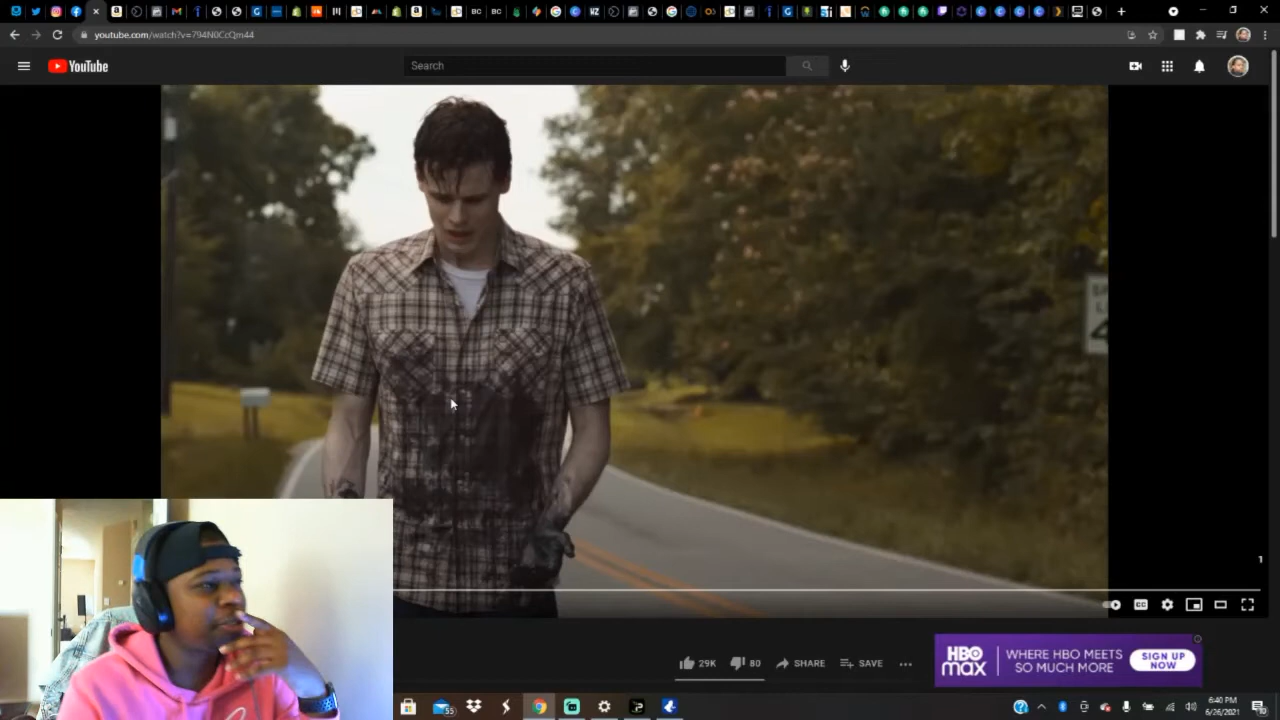 youtube.com/watch?v=794N0CcQm44
YouTube
Search
29K
80
SHARE
SAVE
HBO
max
WHERE HBO MEETS
SO MUCH MORE
SIGN UP
NOW
55
6:40 PM
6/26/2021